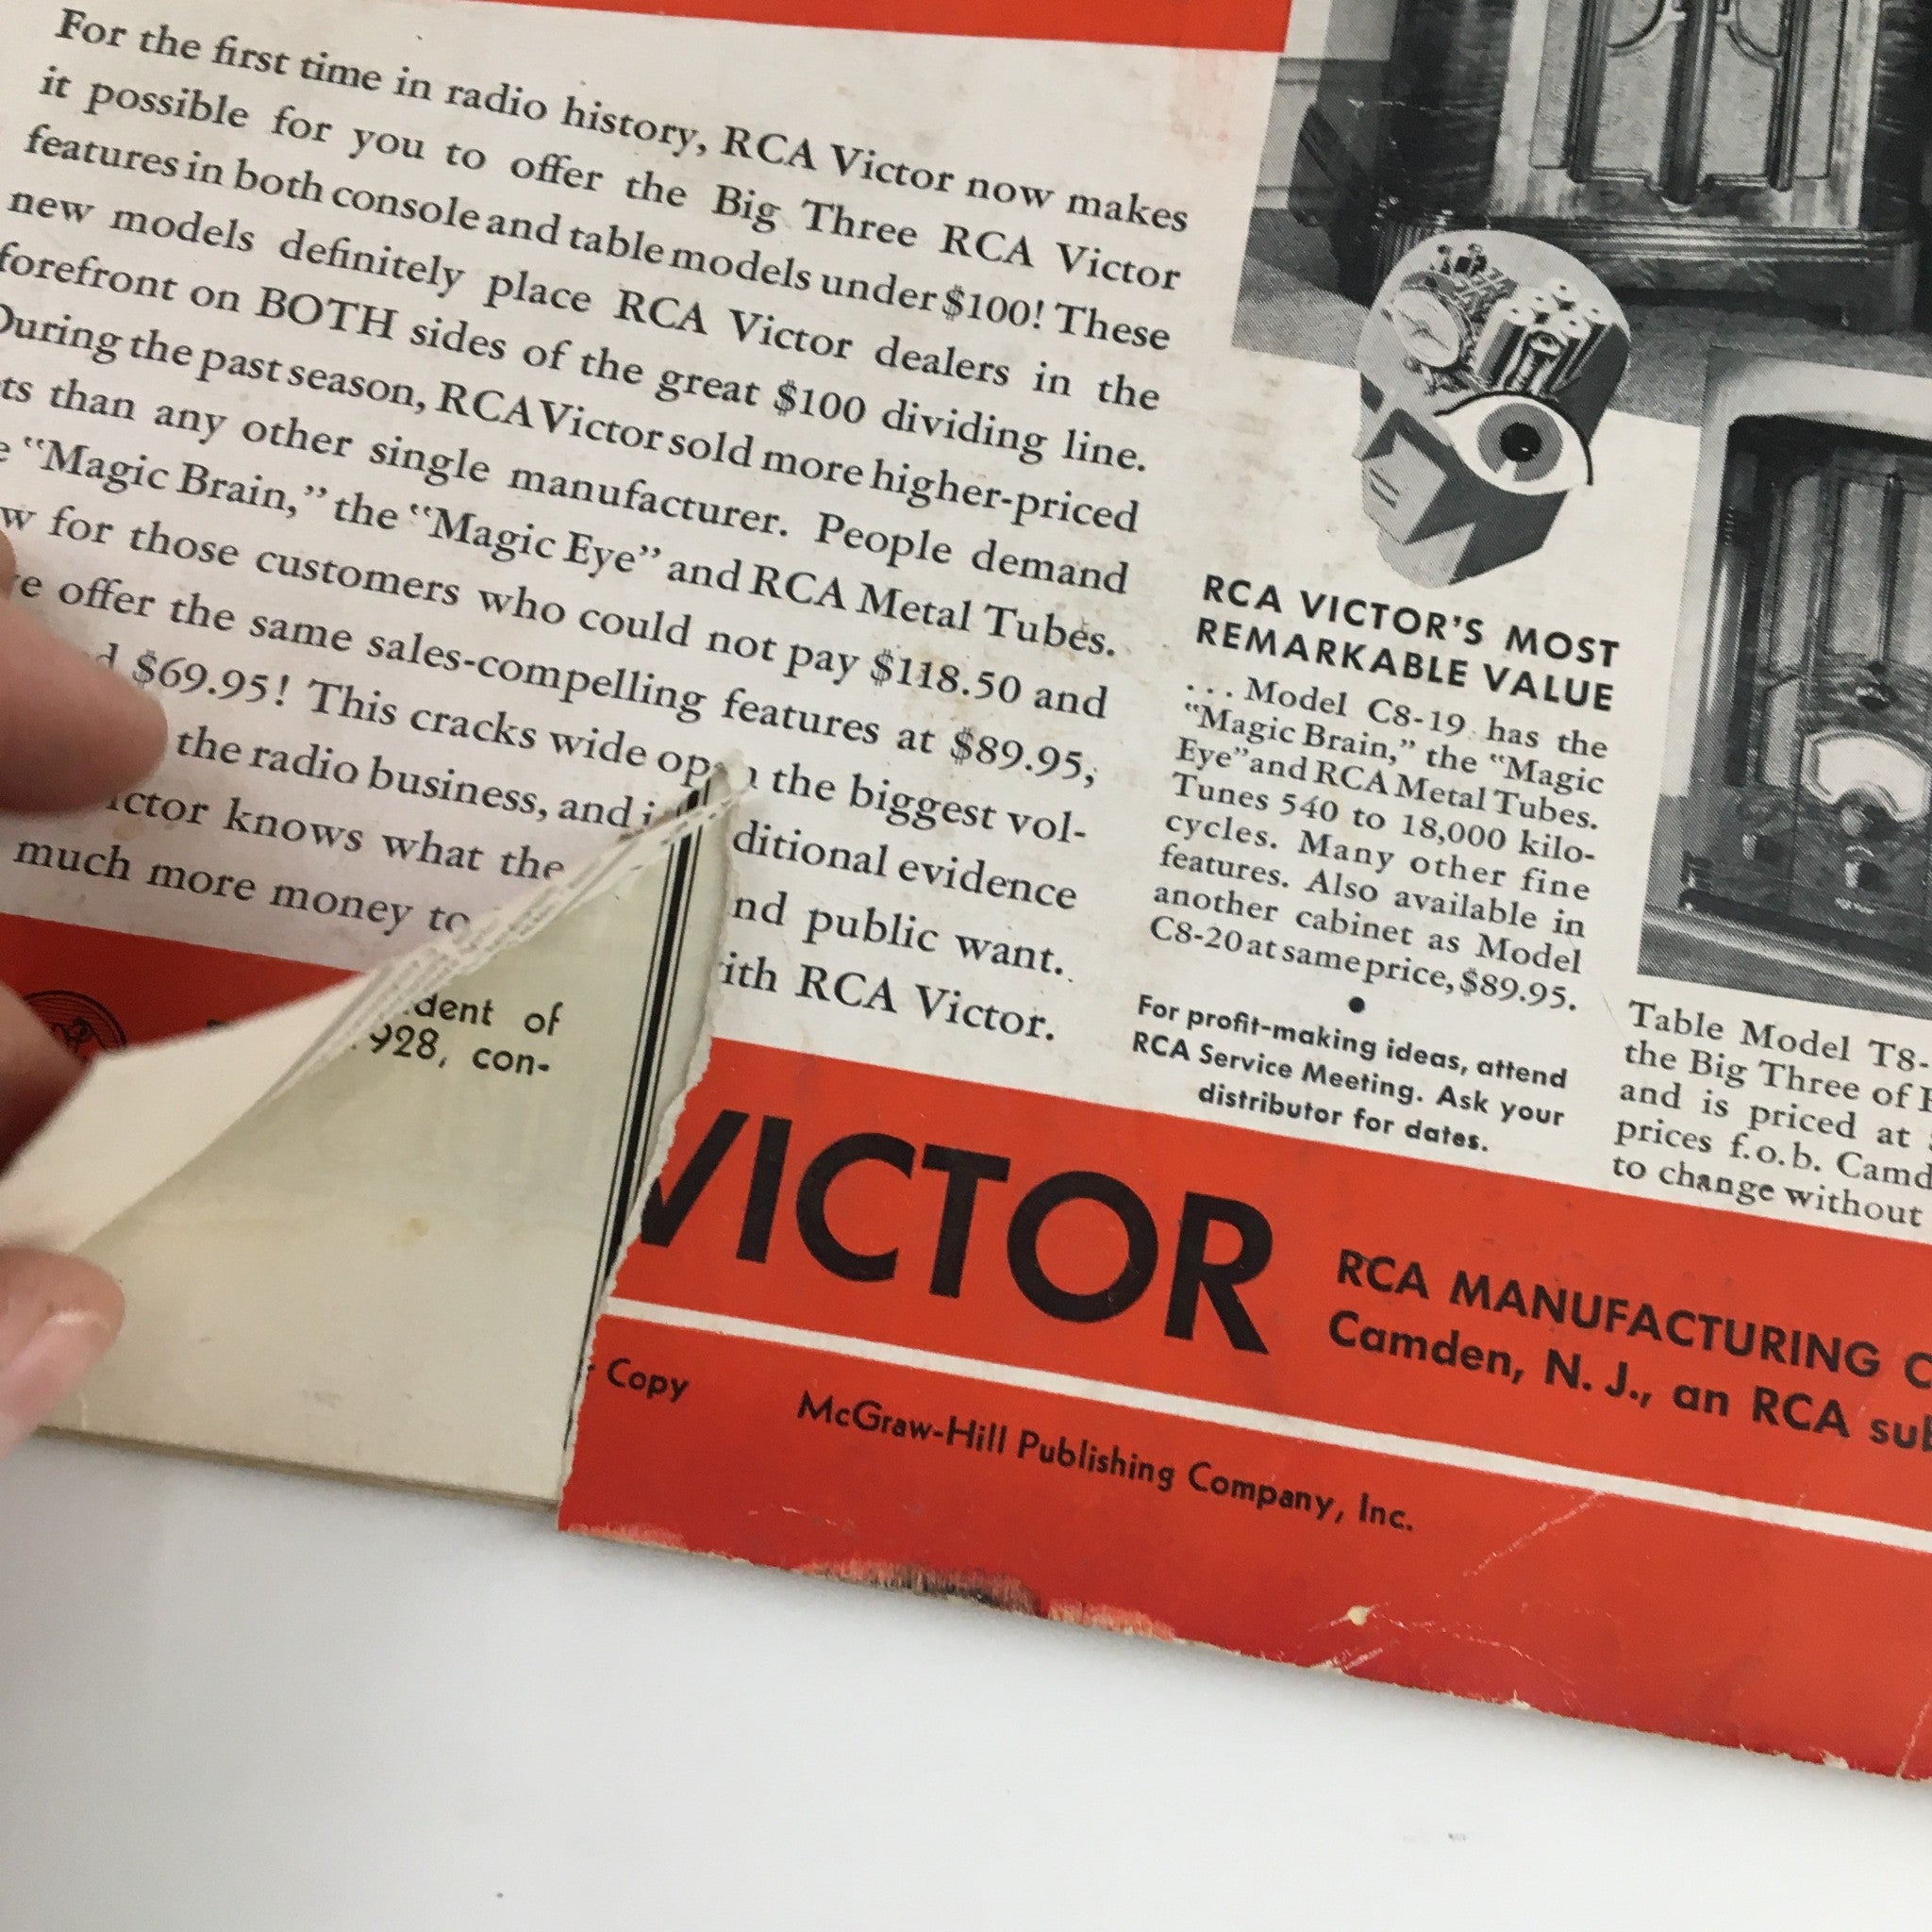 For the first time in radio history, RCA Victor now makes
it possible for you to offer the Big Three RCA Victor
features in both console and table models under $100! These
new models definitely place RCA Victor dealers in the
forefront on BOTH sides of the great $100 dividing line.
During the past season, RCA Victor sold more higher-priced
ts than any other single manufacturer. People demand
e "Magic Brain," the "Magic Eye" and RCA Metal Tubes.
w for those customers who could not pay $118.50 and
e offer the same sales-compelling features at $89.95,
d $69.95! This cracks wide open the biggest vol-
the radio business, and i ditional evidence
ictor knows what the nd public want.
much more money to ith RCA Victor.
dent of
928, con-
RCA VICTOR'S MOST
REMARKABLE VALUE
... Model C8-19 has the
"Magic Brain," the "Magic
Eye" and RCA Metal Tubes.
Tunes 540 to 18,000 kilo-
cycles. Many other fine
features. Also available in
another cabinet as Model
C8-20 at same price, $89.95.
•
For profit-making ideas, attend
RCA Service Meeting. Ask your
distributor for dates.
Table Model T8-
the Big Three of
and is priced at
prices f.o.b. Camd
to change without
VICTOR
RCA MANUFACTURING C
Camden, N. J., an RCA sub
Copy
McGraw-Hill Publishing Company, Inc.